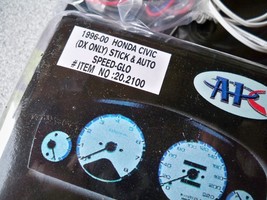 1996-00 HONDA CIVIC
(DX ONLY) STICK & AUTO
SPEED-GLO
# ITEM NO :20.2100